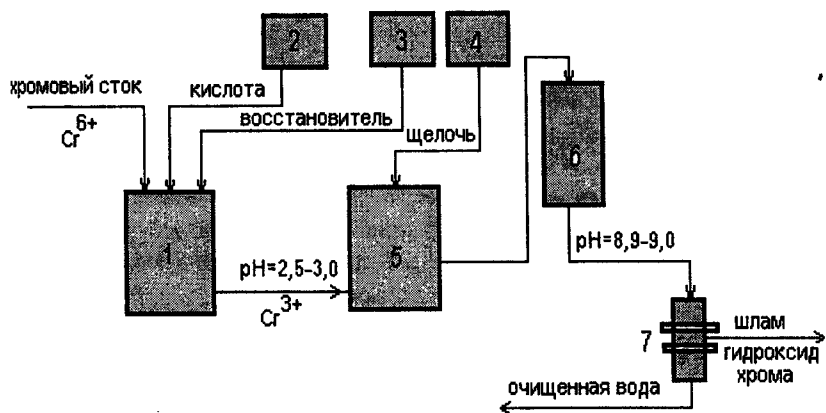 2
3
4
хромовый сток
кислота
Cr6+
восстановитель
щелочь
6
1
pH=2,5-3,0
5
pH=8,9-9,0
Cr3+
7
шлам
гидроксид
хрома
очищенная вода